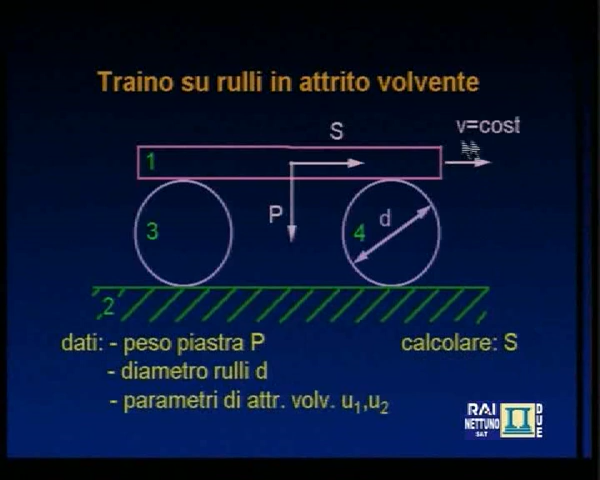 Traino su rulli in attrito volvente
S
v=cost
1
P
3
4
d
2
dati: - peso piastra P
calcolare: S
- diametro rulli d
- parametri di attr. volv. u₁,u₂
RAI
NETTUNO
SAT
DUE